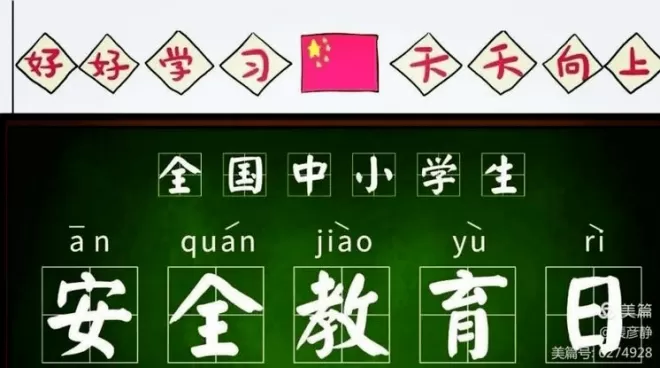 好好学习天天向上
全国中小学生
ān quán jiào yù rì
安全教育日
美篇
美篇号: 6274928